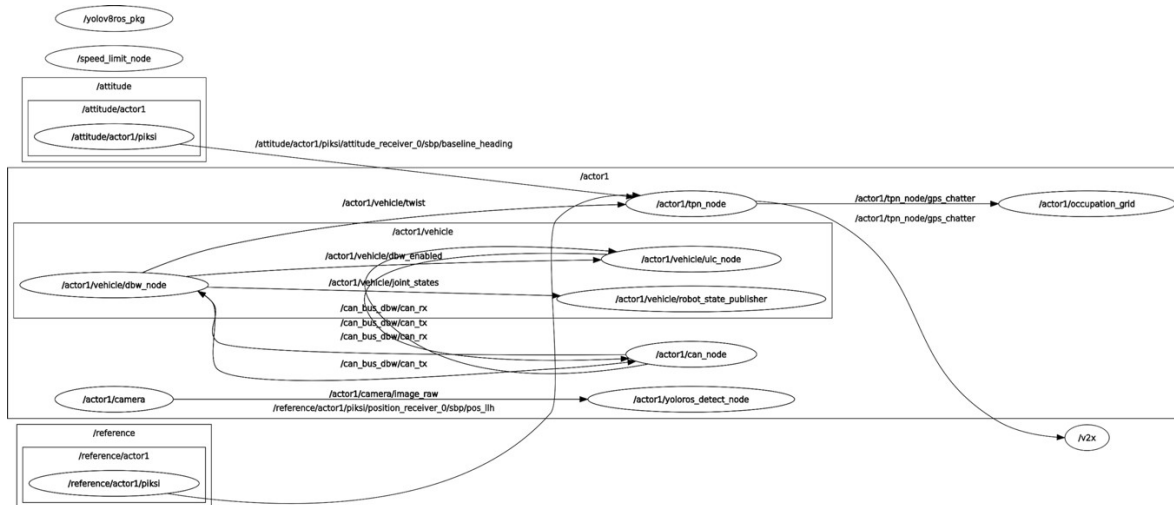 /yolov8ros_pkg
/speed_limit_node
/attitude
/attitude/actor1
/attitude/actor1/piksi
/attitude/actor1/piksi/attitude_receiver_0/sbp/baseline_heading
/actor1
/actor1/vehicle/twist
/actor1/tpn_node
/actor1/tpn_node/gps_chatter
/actor1/occupation_grid
/actor1/tpn_node/gps_chatter
/actor1/vehicle
/actor1/vehicle/dbw_enabled
/actor1/vehicle/uic_node
/actor1/vehicle/dbw_node
/actor1/vehicle/joint_states
/actor1/vehicle/robot_state_publisher
/can_bus_dbw/can_rx
/can_bus_dbw/can_tx
/can_bus_dbw/can_rx
/actor1/can_node
/can_bus_dbw/can_tx
/actor1/camera
/actor1/camera/image_raw
/actor1/yoloros_detect_node
/reference/actor1/piksi/position_receiver_0/sbp/pos_llh
/reference
/v2x
/reference/actor1
/reference/actor1/piksi